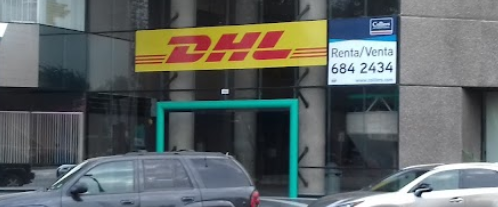 DHL
Colliers
Renta/Venta
684 2434